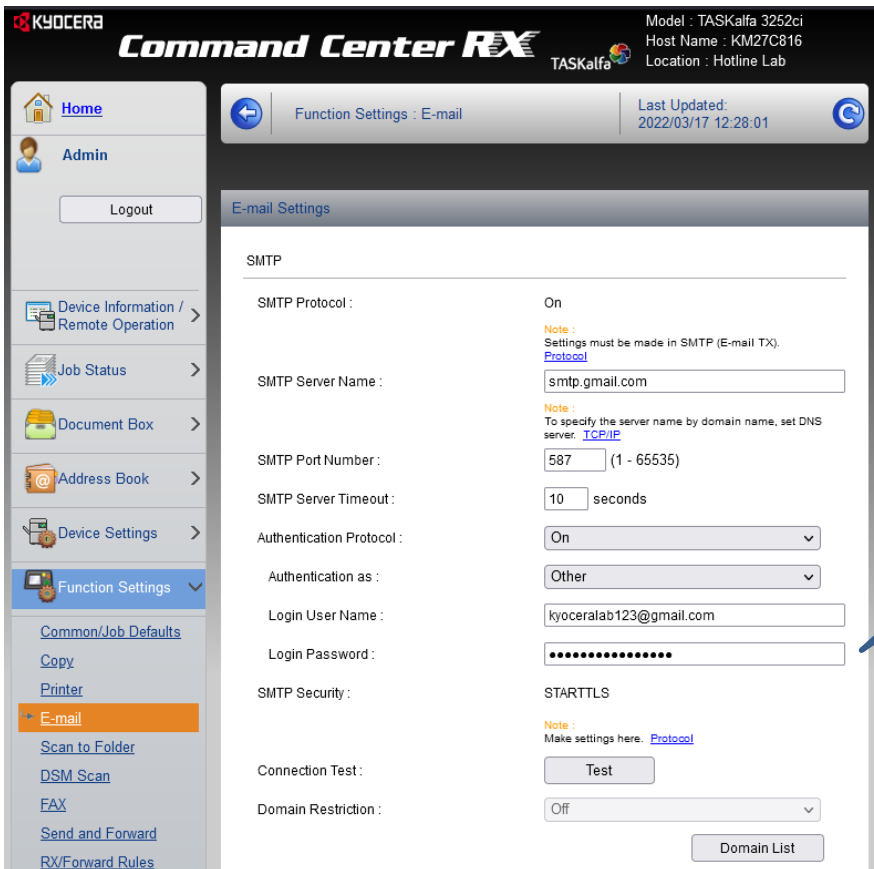 KYOCERA
Command Center RX
TASKalfa
Model : TASKalfa 3252ci
Host Name : KM27C816
Location : Hotline Lab
Home
Admin
Logout
Device Information /
Remote Operation
Job Status
Document Box
Address Book
Device Settings
Function Settings
Common/Job Defaults
Copy
Printer
E-mail
Scan to Folder
DSM Scan
FAX
Send and Forward
RX/Forward Rules
Function Settings : E-mail
Last Updated:
2022/03/17 12:28:01
E-mail Settings
SMTP
SMTP Protocol : On
Note :
Settings must be made in SMTP (E-mail TX).
Protocol
SMTP Server Name : smtp.gmail.com
Note :
To specify the server name by domain name, set DNS
server. TCP/IP
SMTP Port Number : 587 (1 - 65535)
SMTP Server Timeout : 10 seconds
Authentication Protocol : On
Authentication as : Other
Login User Name : kyoceralab123@gmail.com
Login Password : ••••••••••••••••
SMTP Security : STARTTLS
Note :
Make settings here. Protocol
Connection Test : Test
Domain Restriction : Off
Domain List